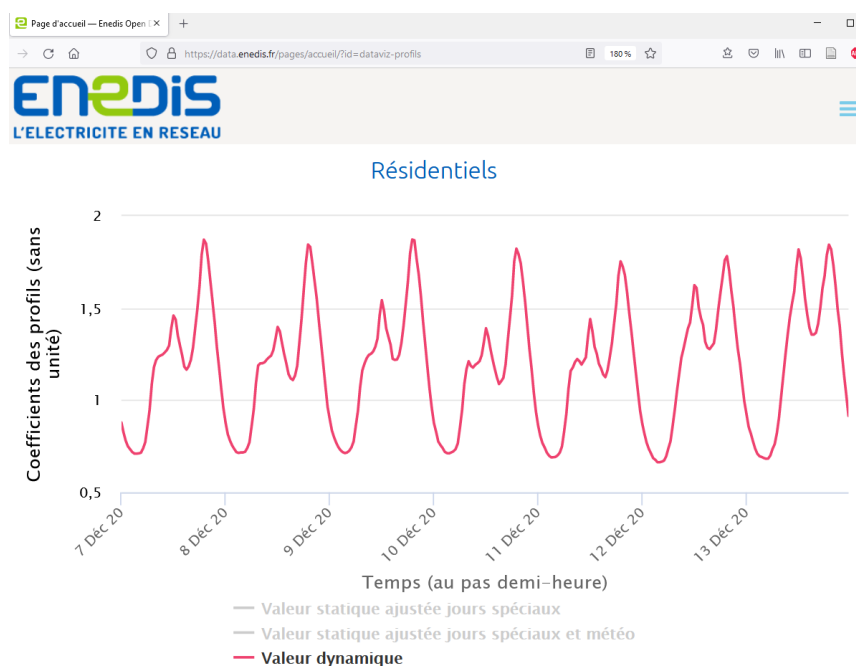 Page d'accueil — Enedis Open
https://data.enedis.fr/pages/accueil/?id=dataviz-profils
180 %
ENEDIS
L'ELECTRICITE EN RESEAU
Résidentiels
Coefficients des profils (sans
unité)
2
1,5
1
0,5
7 Déc 20
8 Déc 20
9 Déc 20
10 Déc 20
11 Déc 20
12 Déc 20
13 Déc 20
Temps (au pas demi-heure)
Valeur statique ajustée jours spéciaux
Valeur statique ajustée jours spéciaux et météo
Valeur dynamique